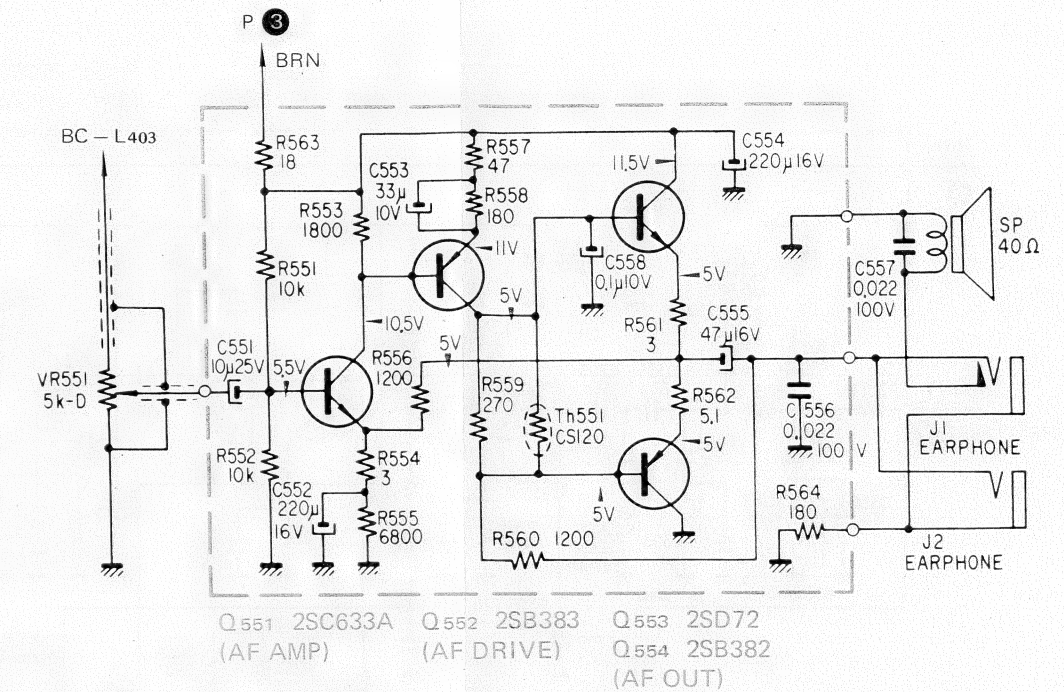 P 3
BRN
BC – L403
R563
18
R557
47
C554
220μ16V
C553
33μ
10V
R558
180
11.5V
R553
1800
11V
SP
40Ω
R551
10k
C558
0.1μ10V
5V
C557
0.022
100V
5V
10.5V
R561
3
C555
47μ16V
5V
C551
10μ25V
5.5V
R556
1200
VR551
5k-D
R559
270
Th551
CS120
R562
5.1
C556
0.022
100 V
J1
EARPHONE
5V
R552
10k
R554
3
C552
220μ
16V
R555
6800
5V
R564
180
R560 1200
J2
EARPHONE
Q551 2SC633A
(AF AMP)
Q552 2SB383
(AF DRIVE)
Q553 2SD72
Q554 2SB382
(AF OUT)